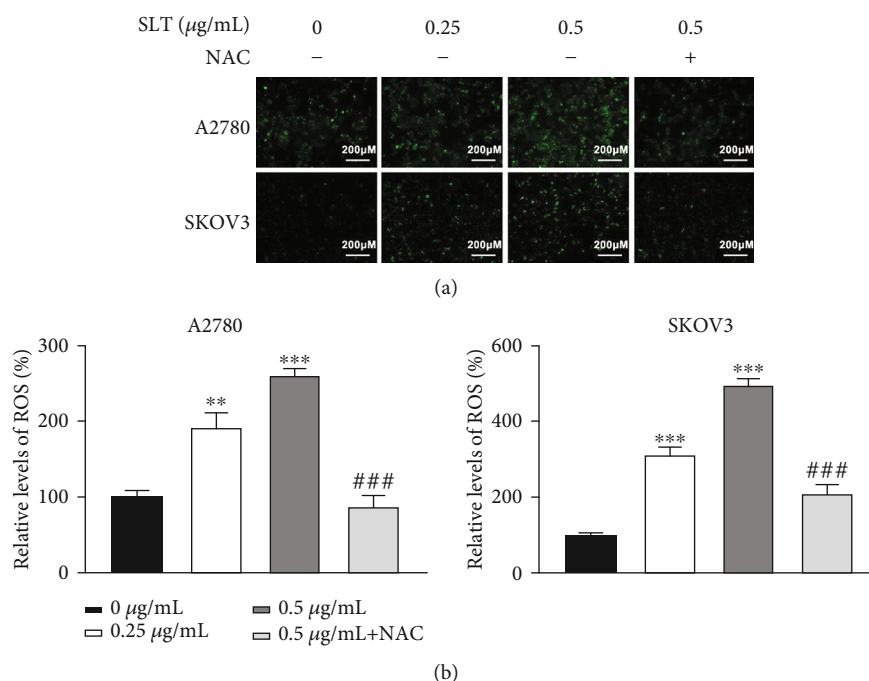 SLT (μg/mL) 0 0.25 0.5 0.5
NAC − − − +
A2780 200μM 200μM 200μM 200μM
SKOV3 200μM 200μM 200μM 200μM
(a)
A2780
Relative levels of ROS (%)
300
200
100
0
**
***
###
SKOV3
Relative levels of ROS (%)
600
400
200
0
***
***
###
0 μg/mL 0.5 μg/mL
0.25 μg/mL 0.5 μg/mL+NAC
(b)